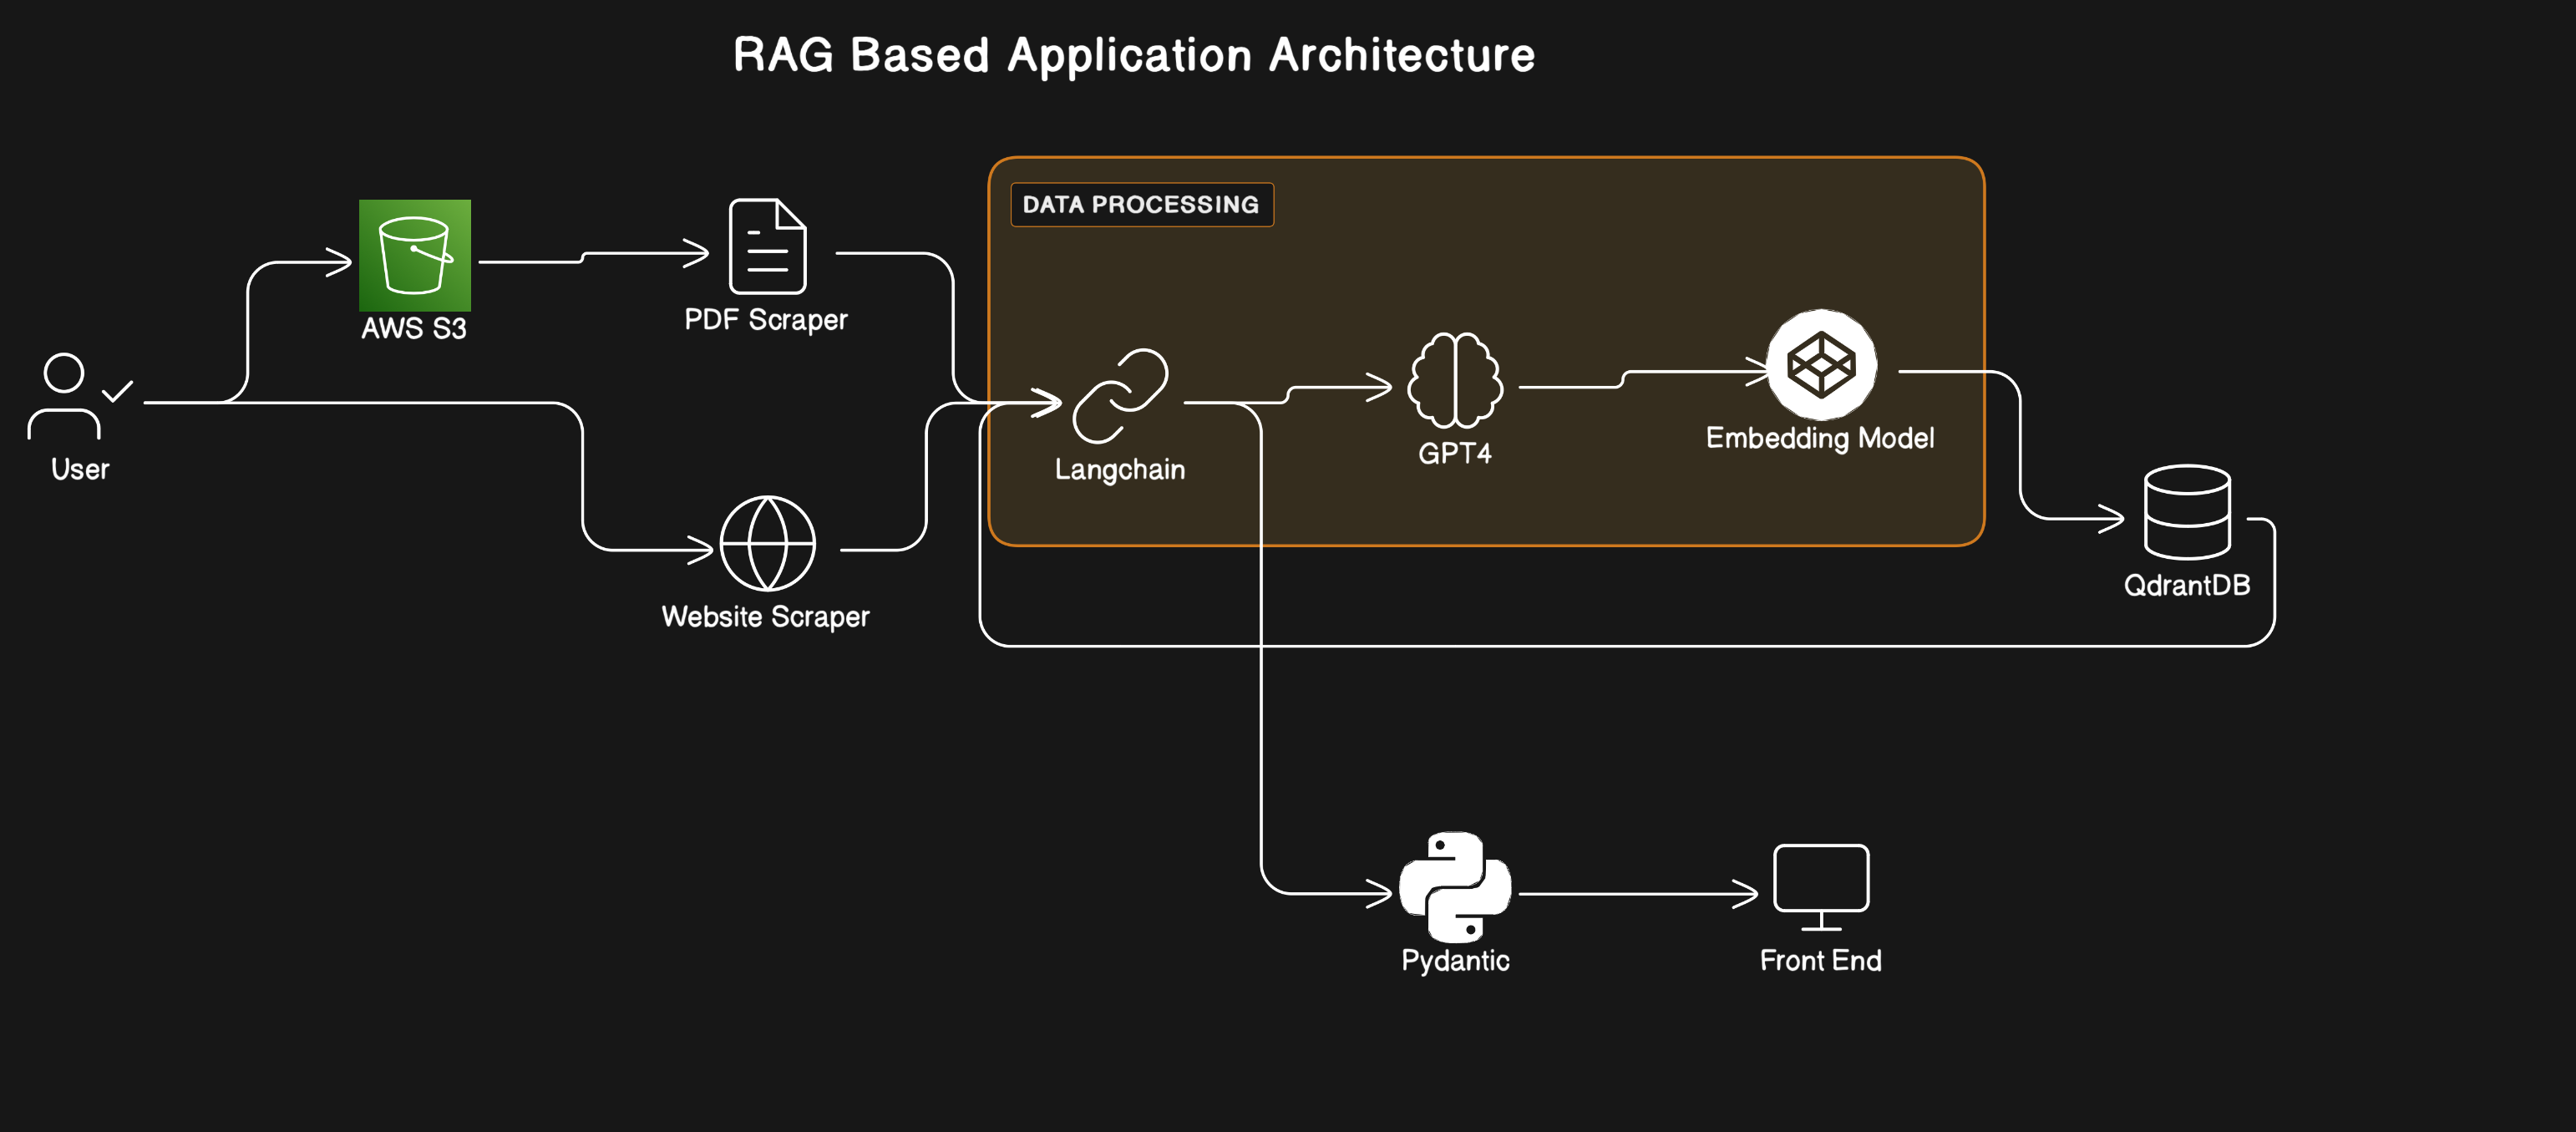 RAG Based Application Architecture
DATA PROCESSING
AWS S3
PDF Scraper
User
Langchain
GPT4
Embedding Model
Website Scraper
QdrantDB
Pydantic
Front End